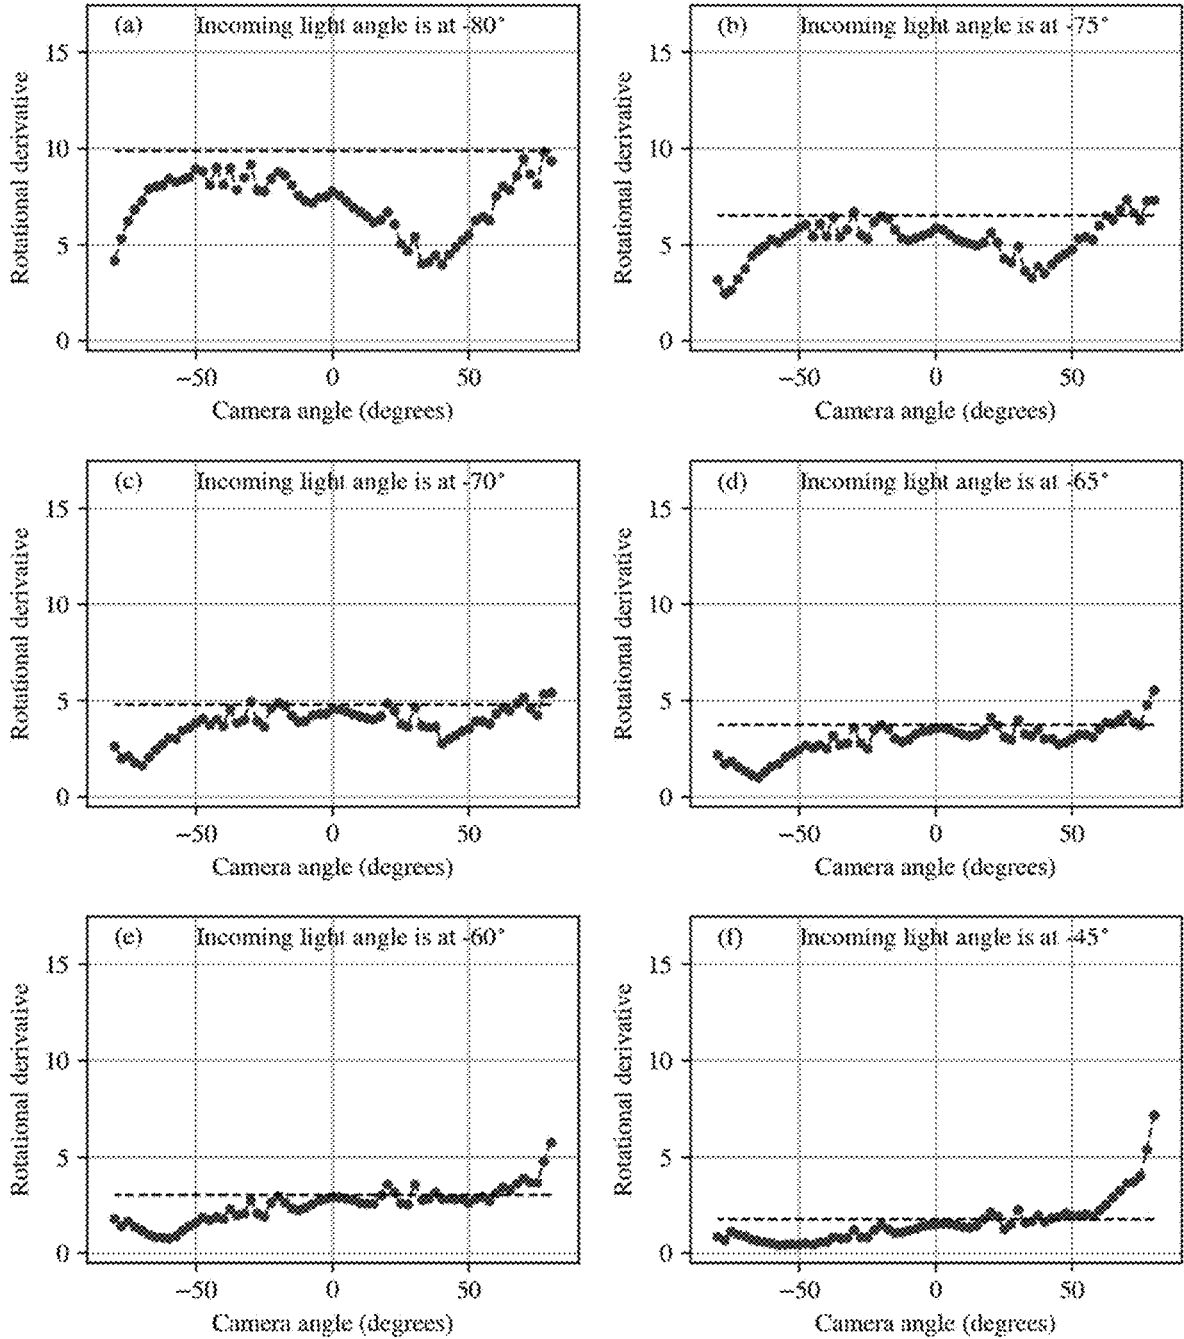 (a) Incoming light angle is at -80°
15
10
5
0
Rotational derivative
−50 0 50
Camera angle (degrees)
(b) Incoming light angle is at -75°
15
10
5
0
Rotational derivative
−50 0 50
Camera angle (degrees)
(c) Incoming light angle is at -70°
15
10
5
0
Rotational derivative
−50 0 50
Camera angle (degrees)
(d) Incoming light angle is at -65°
15
10
5
0
Rotational derivative
−50 0 50
Camera angle (degrees)
(e) Incoming light angle is at -60°
15
10
5
0
Rotational derivative
−50 0 50
Camera angle (degrees)
(f) Incoming light angle is at -45°
15
10
5
0
Rotational derivative
−50 0 50
Camera angle (degrees)